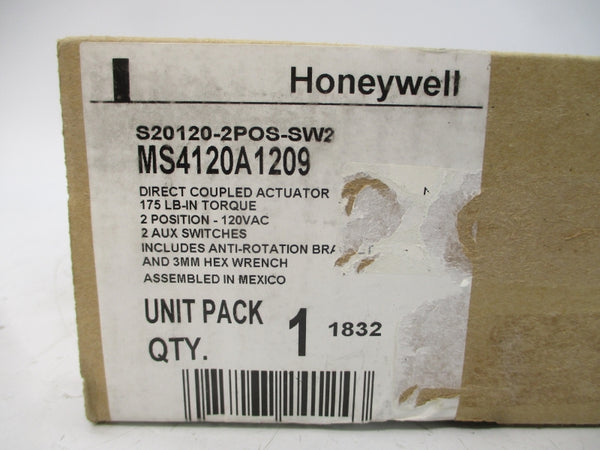 Honeywell
S20120-2POS-SW2
MS4120A1209
DIRECT COUPLED ACTUATOR
175 LB-IN TORQUE
2 POSITION - 120VAC
2 AUX SWITCHES
INCLUDES ANTI-ROTATION
AND 3MM HEX WRENCH
ASSEMBLED IN MEXICO
UNIT PACK
QTY. 1 1832